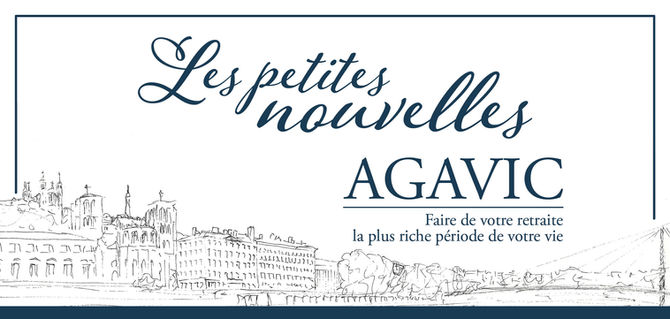 Les petites
nouvelles
AGAVIC
Faire de votre retraite
la plus riche période de votre vie